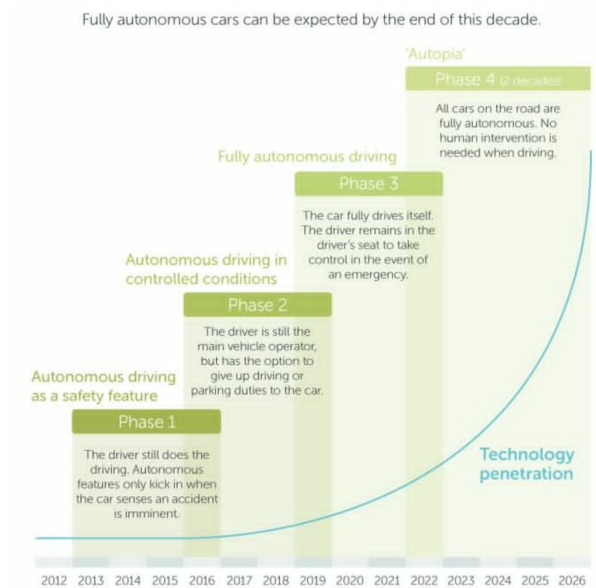 Fully autonomous cars can be expected by the end of this decade.
'Autopia'
Phase 4 (2 decades)
All cars on the road are
fully autonomous. No
human intervention is
needed when driving.
Fully autonomous driving
Phase 3
The car fully drives itself.
The driver remains in the
driver's seat to take
control in the event of
an emergency.
Autonomous driving in
controlled conditions
Phase 2
The driver is still the
main vehicle operator,
but has the option to
give up driving or
parking duties to the car.
Autonomous driving
as a safety feature
Phase 1
The driver still does the
driving. Autonomous
features only kick in when
the car senses an accident
is imminent.
Technology
penetration
2012 2013 2014 2015 2016 2017 2018 2019 2020 2021 2022 2023 2024 2025 2026